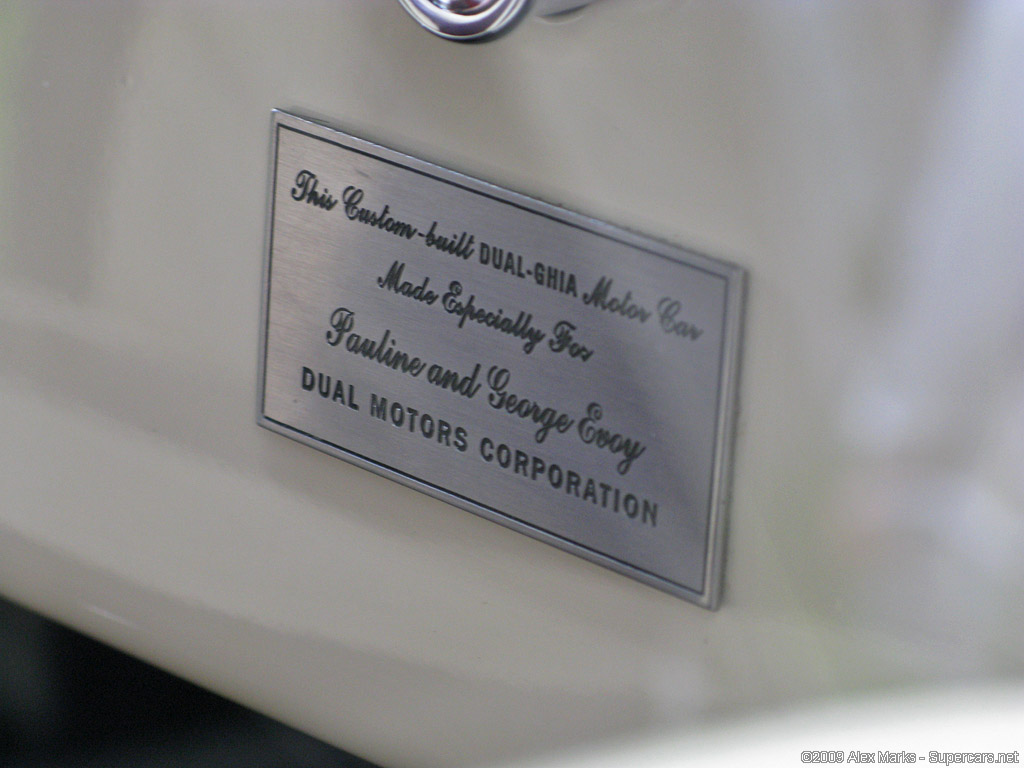 This Custom-built DUAL-GHIA Motor Car
Made Especially For
Pauline and George Evoy
DUAL MOTORS CORPORATION
©2009 Alex Marks - Supercars.net